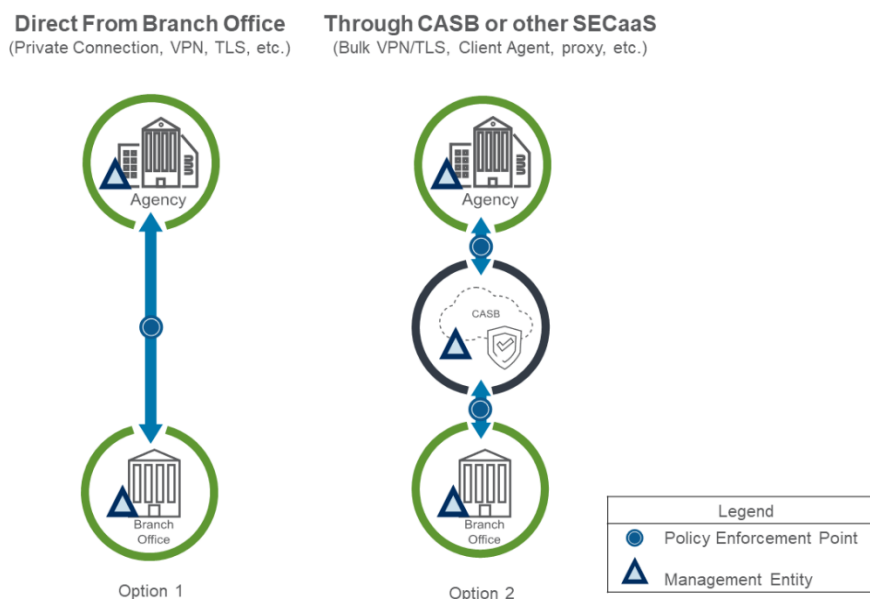 Direct From Branch Office
(Private Connection, VPN, TLS, etc.)
Through CASB or other SECaaS
(Bulk VPN/TLS, Client Agent, proxy, etc.)
Agency
Agency
CASB
Branch
Office
Branch
Office
Option 1
Option 2
Legend
Policy Enforcement Point
Management Entity